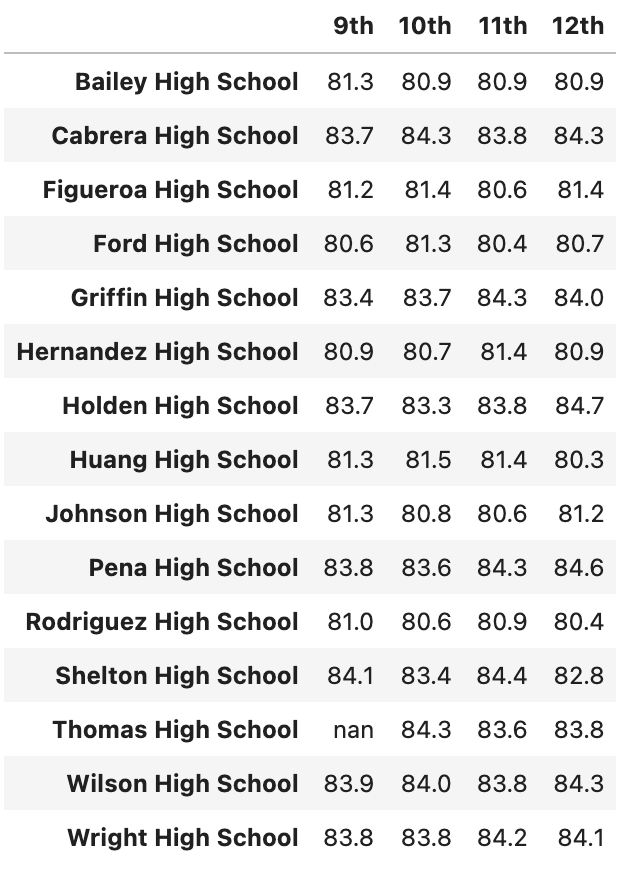 9th 10th 11th 12th
Bailey High School 81.3 80.9 80.9 80.9
Cabrera High School 83.7 84.3 83.8 84.3
Figueroa High School 81.2 81.4 80.6 81.4
Ford High School 80.6 81.3 80.4 80.7
Griffin High School 83.4 83.7 84.3 84.0
Hernandez High School 80.9 80.7 81.4 80.9
Holden High School 83.7 83.3 83.8 84.7
Huang High School 81.3 81.5 81.4 80.3
Johnson High School 81.3 80.8 80.6 81.2
Pena High School 83.8 83.6 84.3 84.6
Rodriguez High School 81.0 80.6 80.9 80.4
Shelton High School 84.1 83.4 84.4 82.8
Thomas High School nan 84.3 83.6 83.8
Wilson High School 83.9 84.0 83.8 84.3
Wright High School 83.8 83.8 84.2 84.1